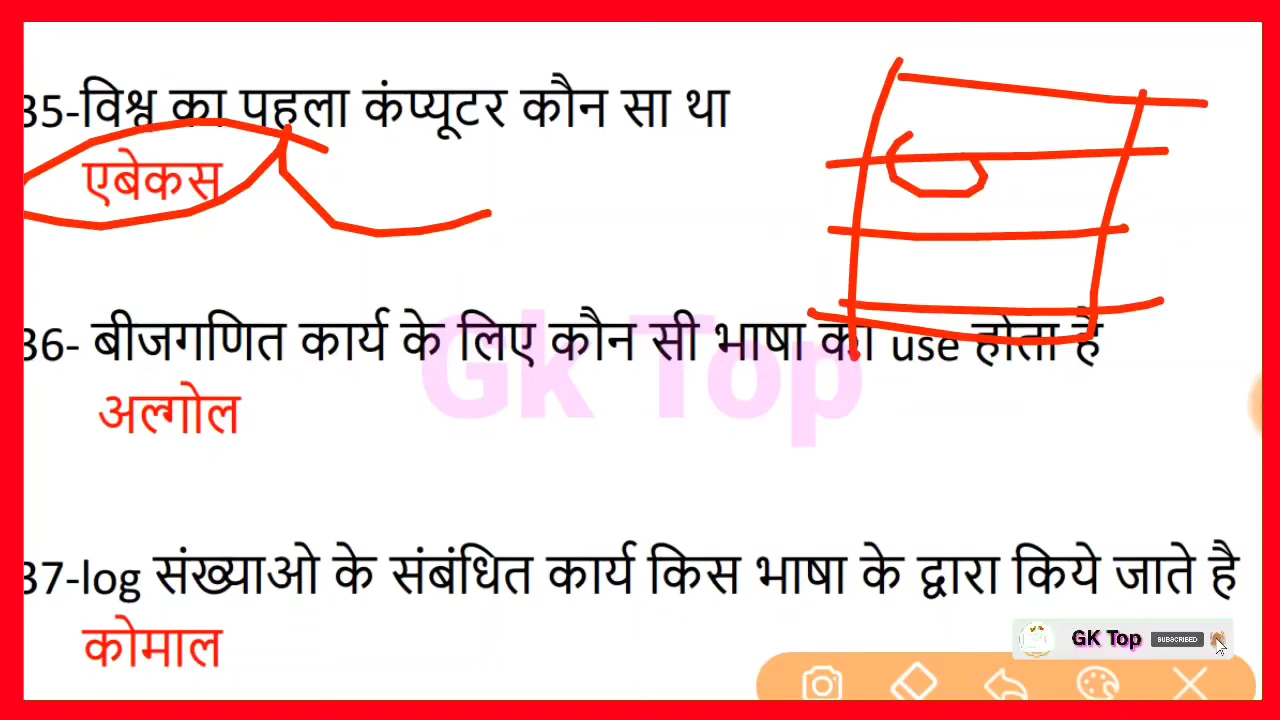 35-विश्व का पहला कंप्यूटर कौन सा था
एबेकस
36- बीजगणित कार्य के लिए कौन सी भाषा का use होता है
अल्गोल
Gk Top
37-log संख्याओ के संबंधित कार्य किस भाषा के द्वारा किये जाते है
कोमाल
GK Top SUBSCRIBED